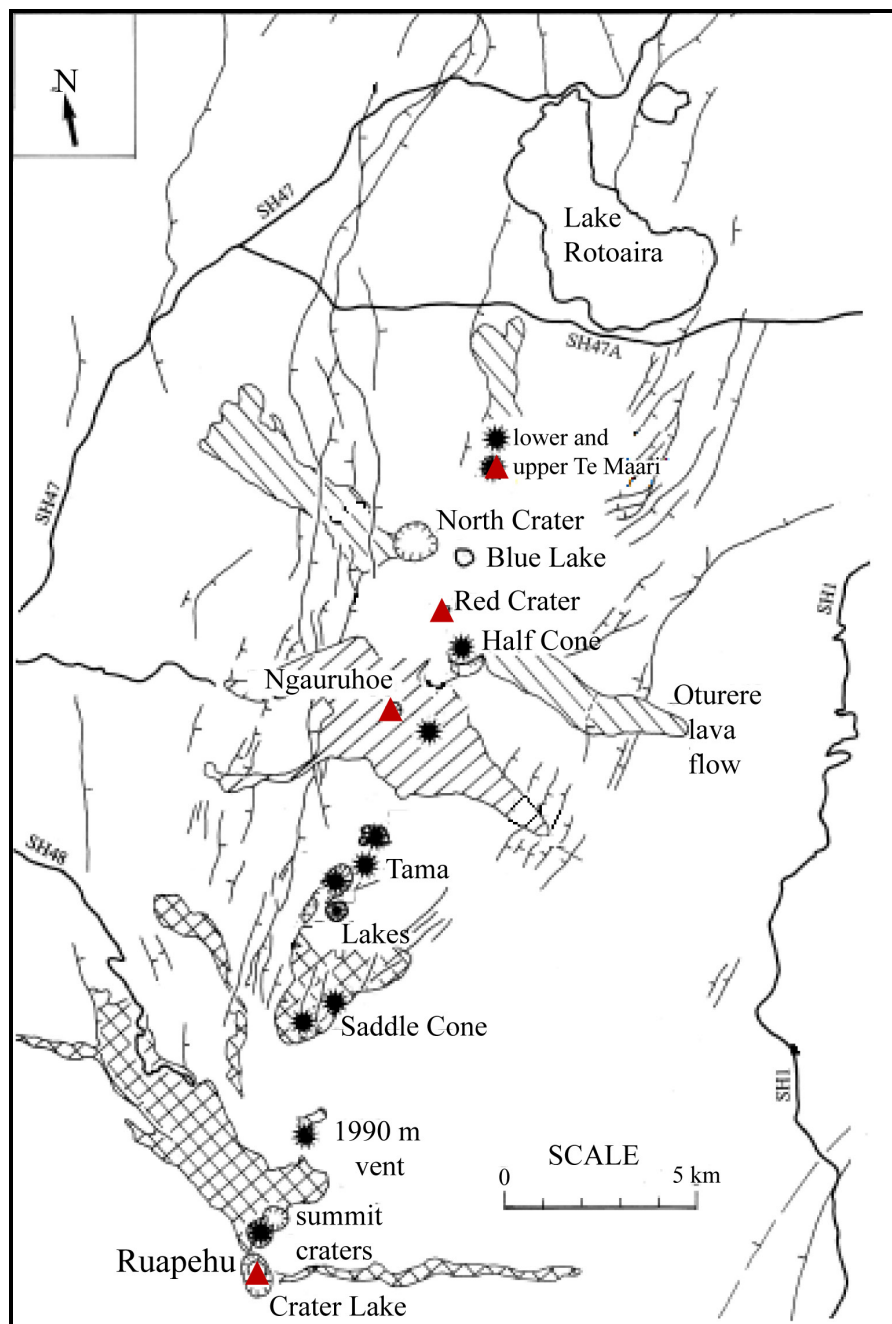 N
SH47
Lake
Rotoaira
SH47A
lower and
upper Te Maari
SH47
North Crater
Blue Lake
SH1
Red Crater
Half Cone
Ngauruhoe
Oturere
lava
flow
SH48
Tama
Lakes
Saddle Cone
SH1
1990 m
vent
SCALE
0
5 km
summit
craters
Ruapehu
Crater Lake